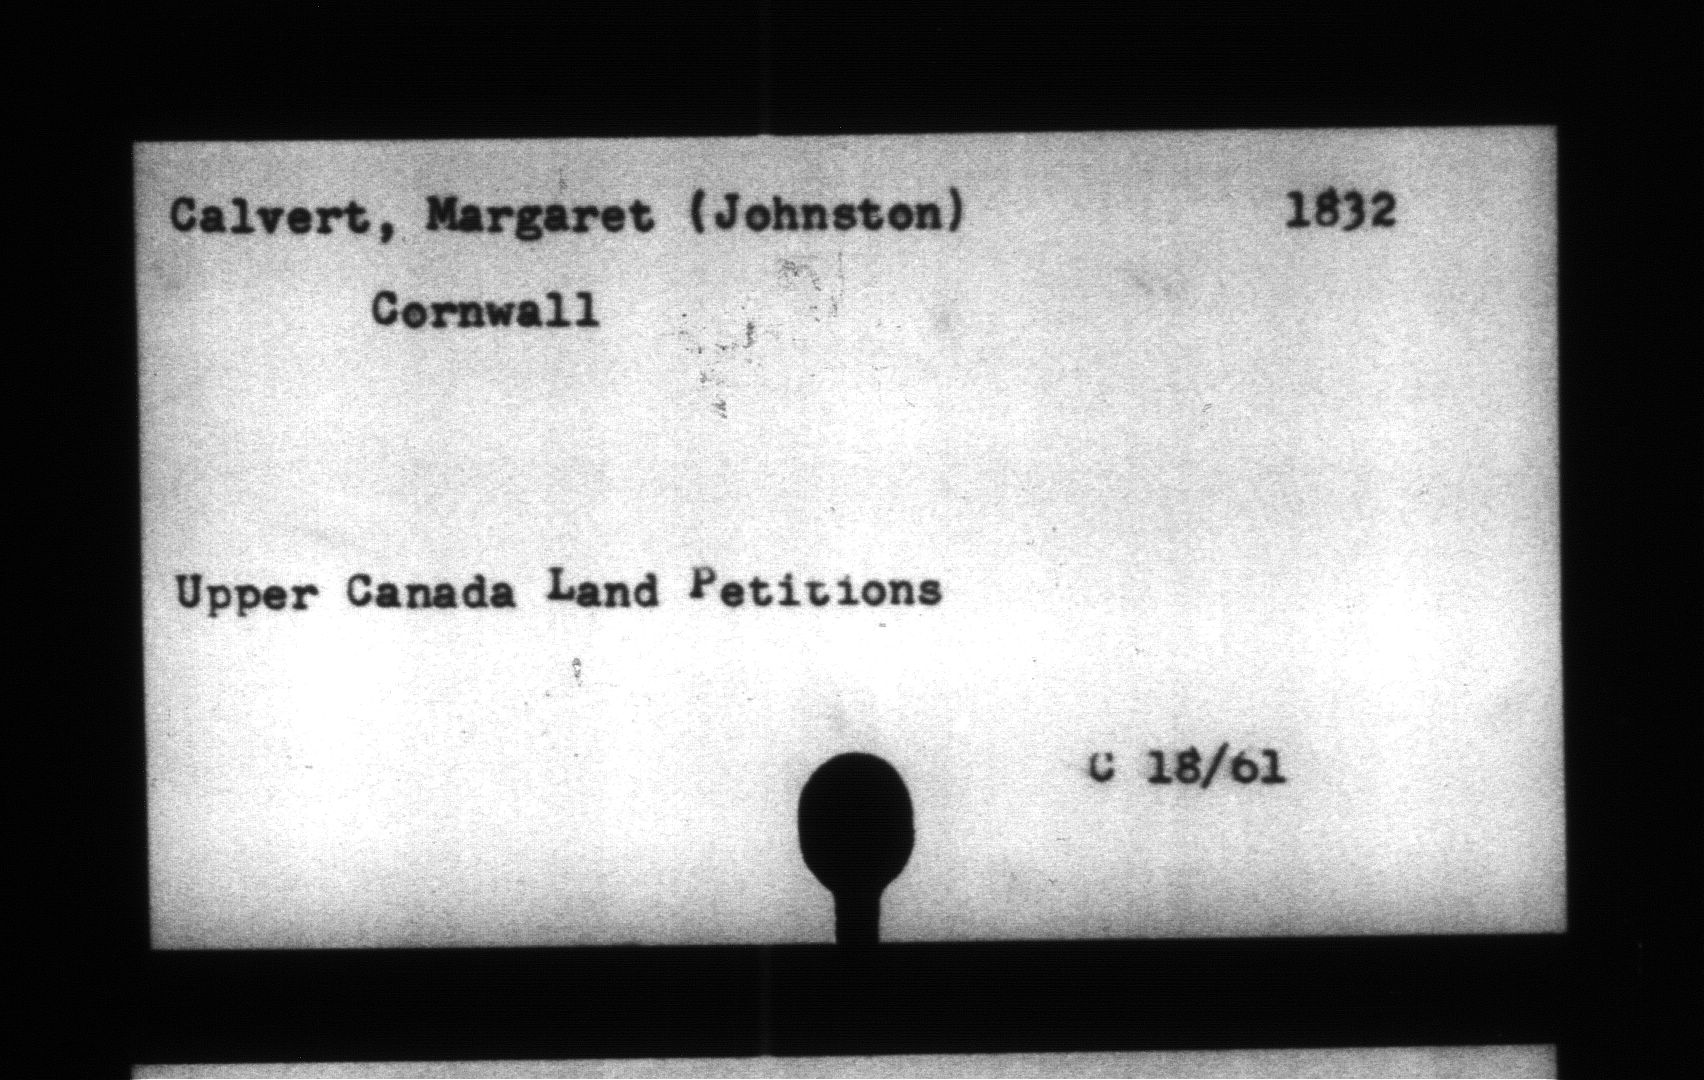 Calvert, Margaret (Johnston) 1832
Cornwall
Upper Canada Land Petitions
C 18/61